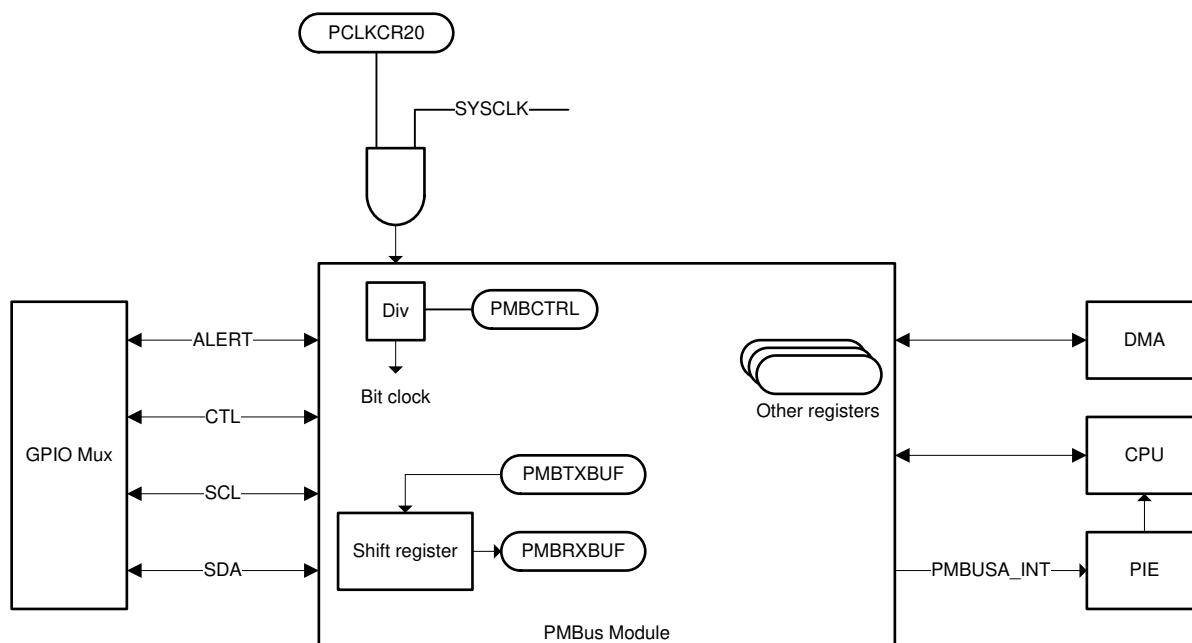 PCLKCR20
SYSCLK
Div
PMBCTRL
ALERT
DMA
Bit clock
Other registers
CTL
GPIO Mux
CPU
PMBTXBUF
SCL
Shift register
PMBRXBUF
SDA
PMBUSA_INT
PIE
PMBus Module